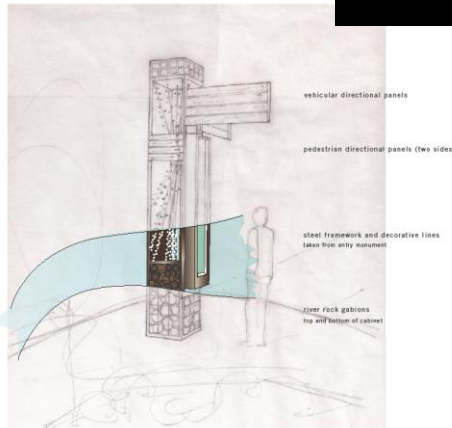 vehicular directional panels
pedestrian directional panels (two sides
steel framework and decorative lines
taken from entry monument
river rock gabions
top and bottom of cabinet